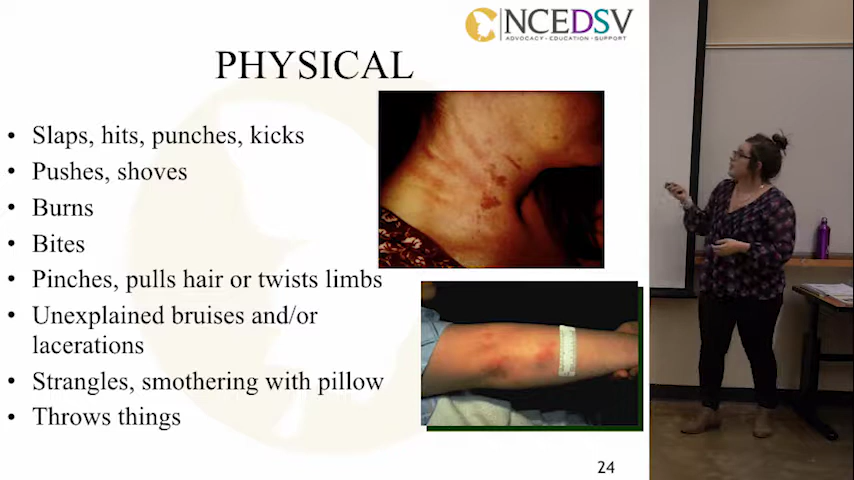 NCEDSV
ADVOCACY • EDUCATION • SUPPORT
PHYSICAL
• Slaps, hits, punches, kicks
• Pushes, shoves
• Burns
• Bites
• Pinches, pulls hair or twists limbs
• Unexplained bruises and/or
lacerations
• Strangles, smothering with pillow
• Throws things
24